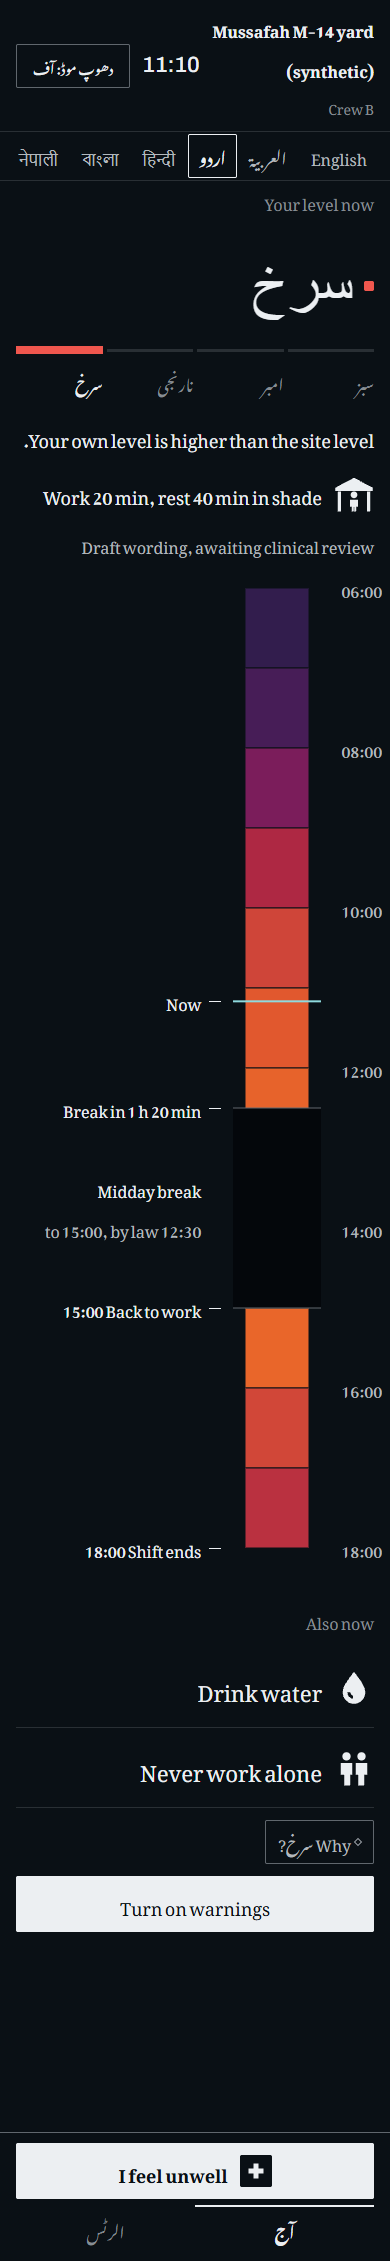 Mussafah M-14 yard
(synthetic)
Crew B
11:10
دھوپ موڈ: آف
English
العربية
اردو
हिन्दी
বাংলা
नेपाली
Your level now
سرخ
سبز
امبر
نارنجی
سرخ
.Your own level is higher than the site level
Work 20 min, rest 40 min in shade
Draft wording, awaiting clinical review
06:00
08:00
10:00
Now
12:00
Break in 1 h 20 min
Midday break
to 15:00, by law 12:30
14:00
15:00 Back to work
16:00
18:00 Shift ends
18:00
Also now
Drink water
Never work alone
Why سرخ?
Turn on warnings
I feel unwell
آج
الرٹس